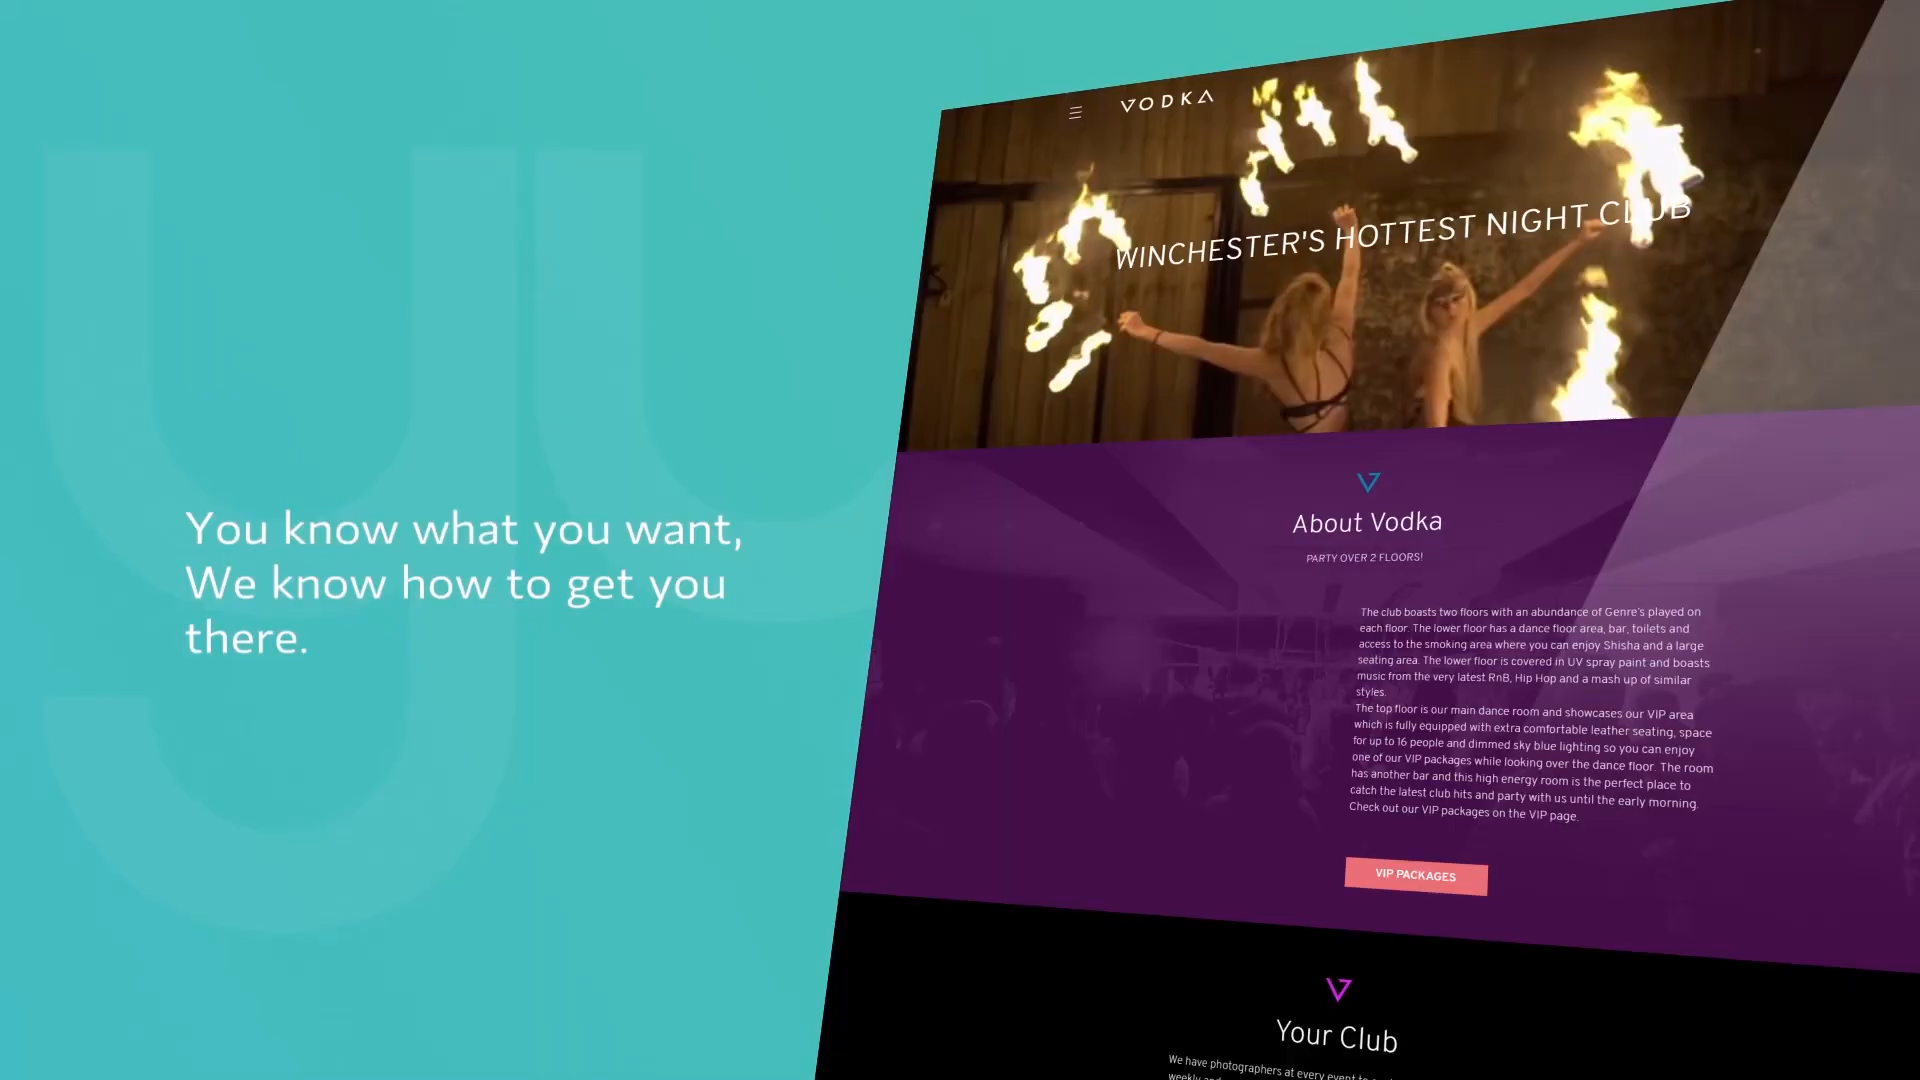 You know what you want,
We know how to get you
there.
VODKA
WINCHESTER'S HOTTEST NIGHT CLUB
About Vodka
PARTY OVER 2 FLOORS!
The club boasts two floors with an abundance of Genre's played on
each floor. The lower floor has a dance floor area, bar, toilets and
access to the smoking area where you can enjoy Shisha and a large
seating area. The lower floor is covered in UV spray paint and boasts
music from the very latest RnB, Hip Hop and a mash up of similar
styles.
The top floor is our main dance room and showcases our VIP area
which is fully equipped with extra comfortable leather seating, space
for up to 16 people and dimmed sky blue lighting so you can enjoy
one of our VIP packages while looking over the dance floor. The room
has another bar and this high energy room is the perfect place to
catch the latest club hits and party with us until the early morning.
Check out our VIP packages on the VIP page.
VIP PACKAGES
Your Club
We have photographers at every event to
weekly